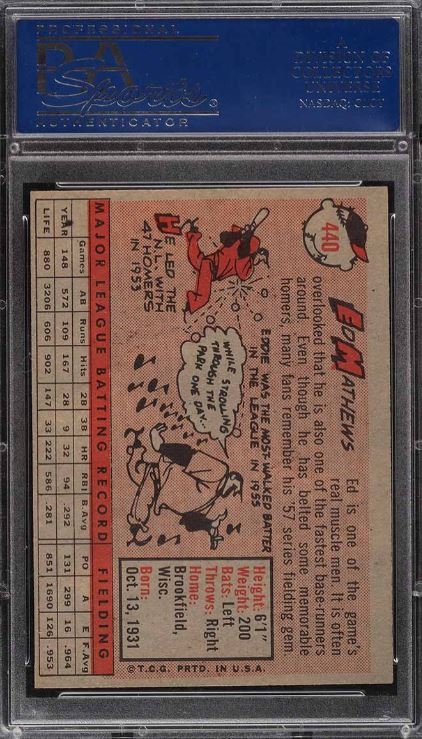 PROFESSIONAL
PSA
Sports®
AUTHENTICATOR
A
DIVISION OF
COLLECTORS
UNIVERSE
NASDAQ: CLCT
440
ED MATHEWS
Ed is one of the game's
real muscle men. It is often
overlooked that he is also one of the fastest base-runners
around. Even though he has belted some memorable
homers, many fans remember his '57 series fielding gem
HE LED THE
N.L. WITH
47 HOMERS
IN 1953
EDDIE WAS THE MOST-WALKED BATTER
IN THE LEAGUE IN 1955
WHILE STROLLING
THROUGH THE
PARK ONE DAY...
Height: 6'1"
Weight: 200
Bats: Left
Throws: Right
Home:
Brookfield,
Wisc.
Born:
Oct 13, 1931
MAJOR LEAGUE BATTING RECORD FIELDING
Games AB Runs Hits 2B 3B HR RBI B.Avg PO A E F.Avg
YEAR 148 572 109 167 28 9 32 94 .292 131 299 16 .964
LIFE 880 3206 606 902 147 33 222 586 .281 851 1690 126 .953
© T.C.G. PRTD. IN U.S.A.